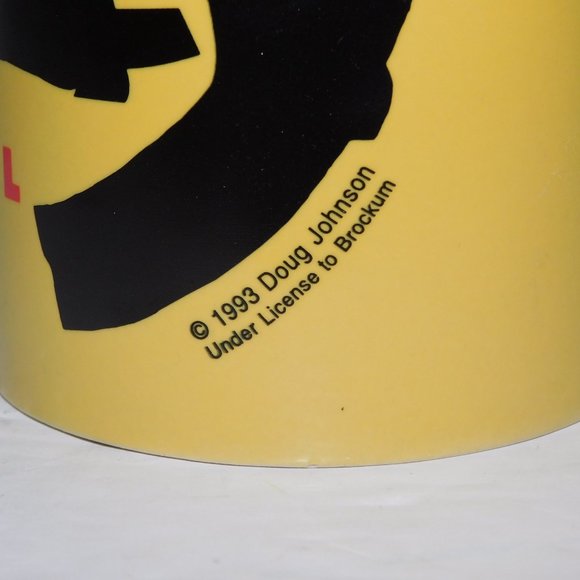 L
© 1993 Doug Johnson
Under License to Brockum